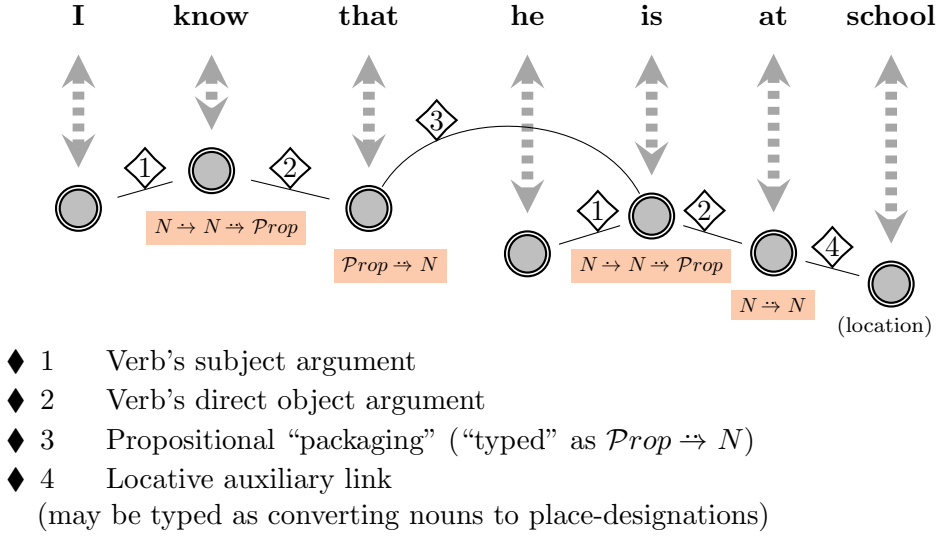 I know that he is at school
1 2 3 1 2 4
N → N ⇢ 𝒫rop
𝒫rop ⇢ N
N → N ⇢ 𝒫rop
N ⇢ N
(location)
♦ 1 Verb's subject argument
♦ 2 Verb's direct object argument
♦ 3 Propositional “packaging” (“typed” as 𝒫rop ⇢ N)
♦ 4 Locative auxiliary link
(may be typed as converting nouns to place-designations)